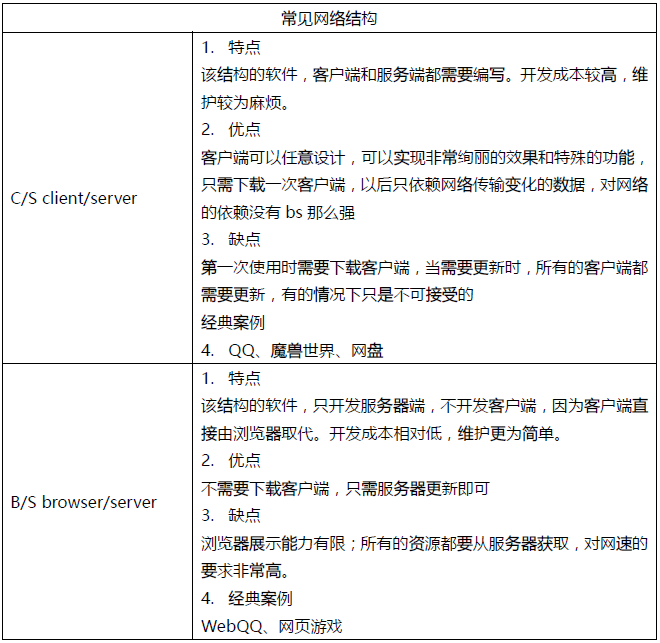 常见网络结构
C/S client/server
1. 特点
该结构的软件，客户端和服务端都需要编写。开发成本较高，维
护较为麻烦。
2. 优点
客户端可以任意设计，可以实现非常绚丽的效果和特殊的功能，
只需下载一次客户端，以后只依赖网络传输变化的数据，对网络
的依赖没有 bs 那么强
3. 缺点
第一次使用时需要下载客户端，当需要更新时，所有的客户端都
需要更新，有的情况下只是不可接受的
经典案例
4. QQ、魔兽世界、网盘
B/S browser/server
1. 特点
该结构的软件，只开发服务器端，不开发客户端，因为客户端直
接由浏览器取代。开发成本相对低，维护更为简单。
2. 优点
不需要下载客户端，只需服务器更新即可
3. 缺点
浏览器展示能力有限；所有的资源都要从服务器获取，对网速的
要求非常高。
4. 经典案例
WebQQ、网页游戏